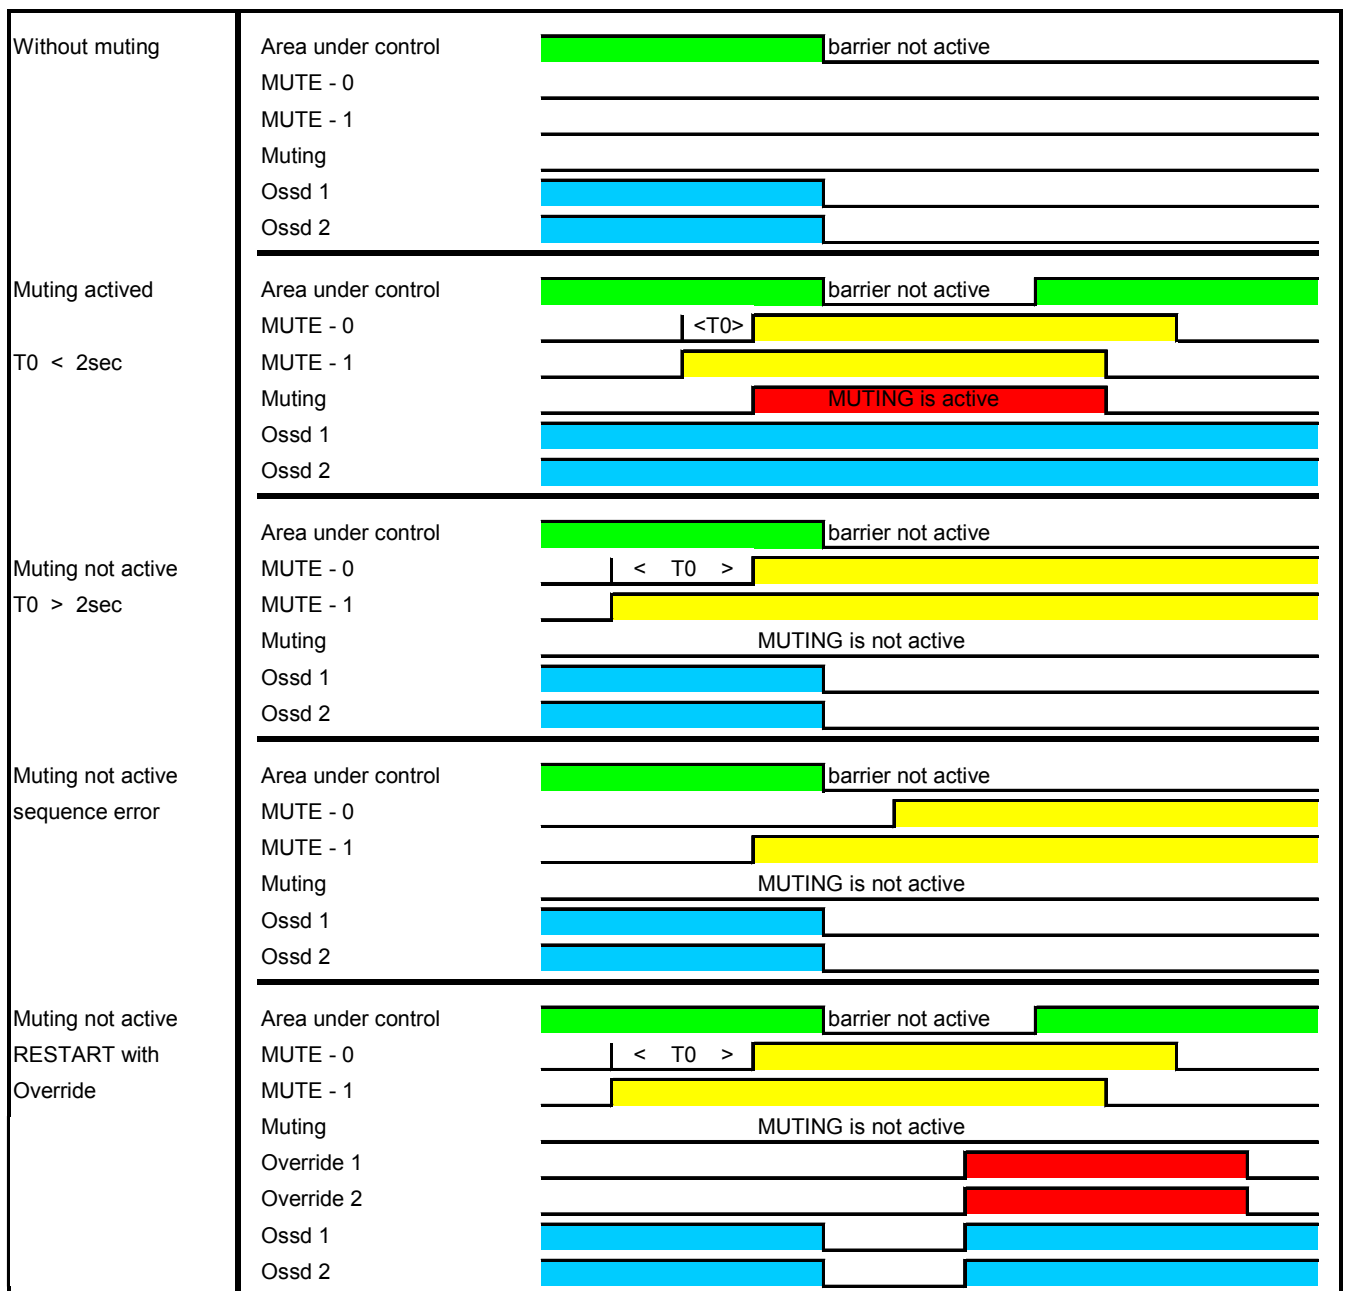 Without muting Area under control barrier not active
MUTE - 0
MUTE - 1
Muting
Ossd 1
Ossd 2
Muting actived Area under control barrier not active
MUTE - 0 <T0>
T0 < 2sec MUTE - 1
Muting MUTING is active
Ossd 1
Ossd 2
Area under control barrier not active
Muting not active MUTE - 0 < T0 >
T0 > 2sec MUTE - 1
Muting MUTING is not active
Ossd 1
Ossd 2
Muting not active Area under control barrier not active
sequence error MUTE - 0
MUTE - 1
Muting MUTING is not active
Ossd 1
Ossd 2
Muting not active Area under control barrier not active
RESTART with MUTE - 0 < T0 >
Override MUTE - 1
Muting MUTING is not active
Override 1
Override 2
Ossd 1
Ossd 2